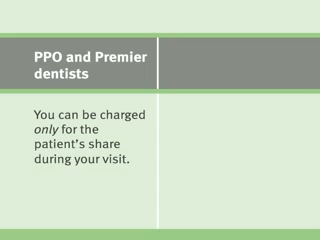 PPO and Premier
dentists
You can be charged
only for the
patient's share
during your visit.